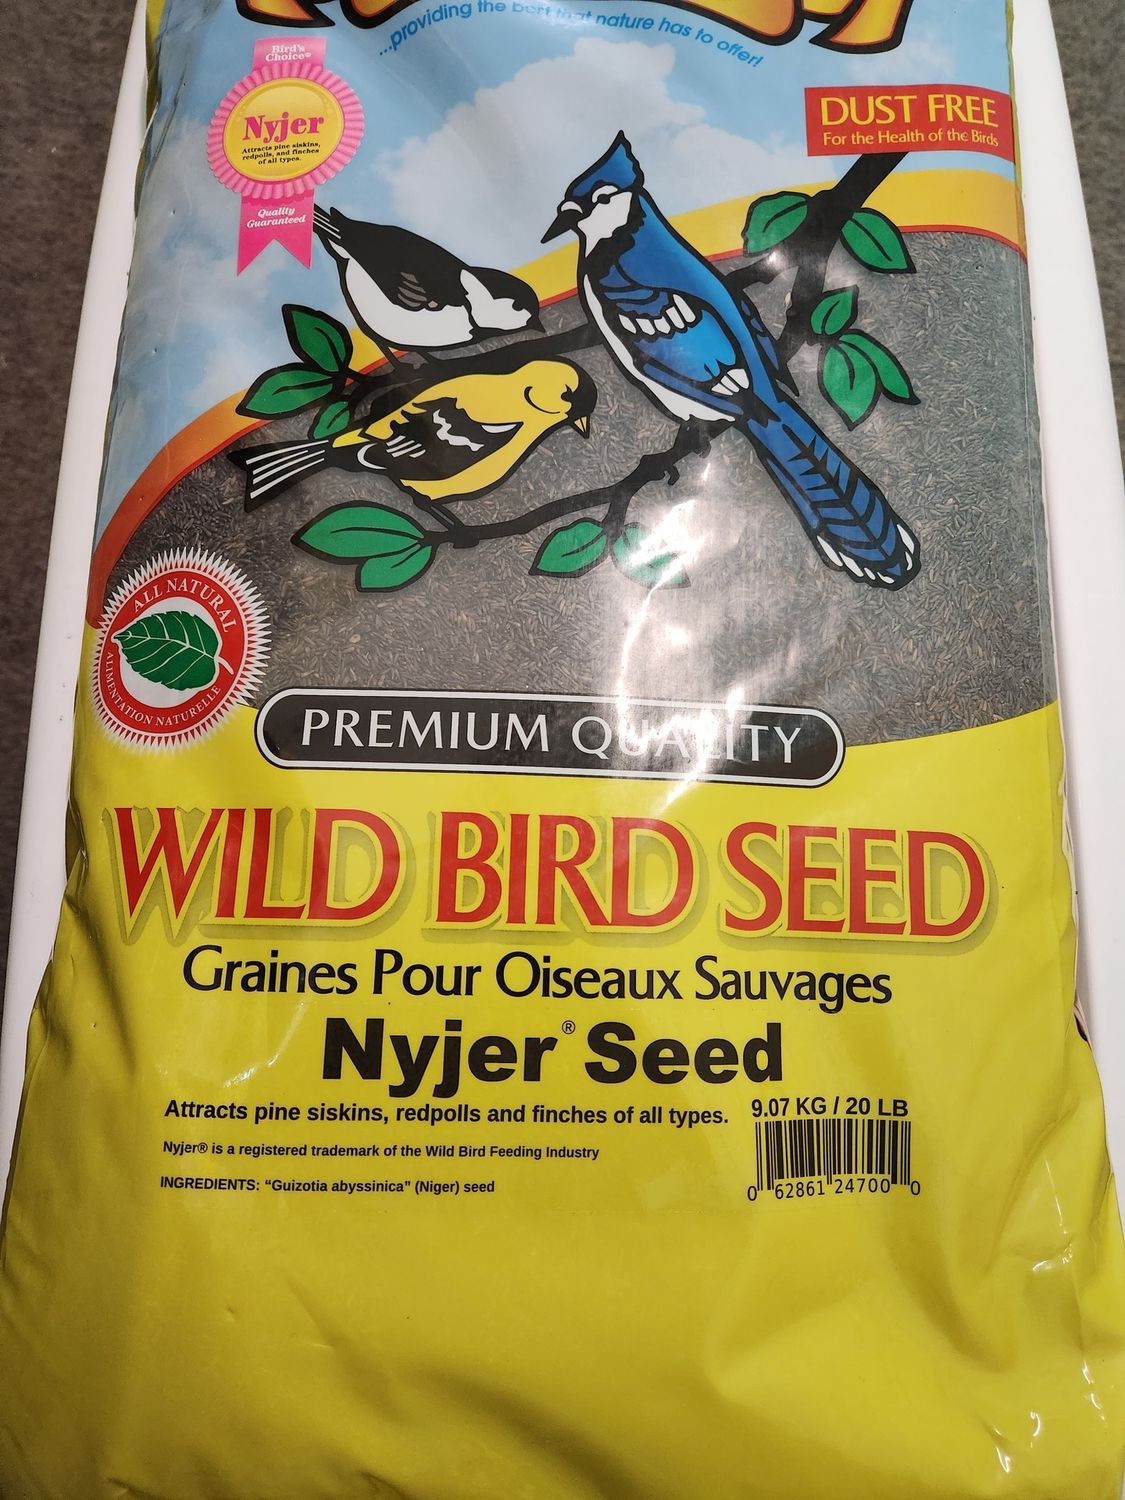 ...providing the best that nature has to offer!
Bird's
Choice®
Nyjer
Attracts pine siskins,
redpolls, and finches
of all types.
Quality
Guaranteed
DUST FREE
For the Health of the Birds
ALL NATURAL
ALIMENTATION NATURELLE
PREMIUM QUALITY
WILD BIRD SEED
Graines Pour Oiseaux Sauvages
Nyjer® Seed
Attracts pine siskins, redpolls and finches of all types.
9.07 KG / 20 LB
Nyjer® is a registered trademark of the Wild Bird Feeding Industry
INGREDIENTS: “Guizotia abyssinica” (Niger) seed
0 62861 24700 0